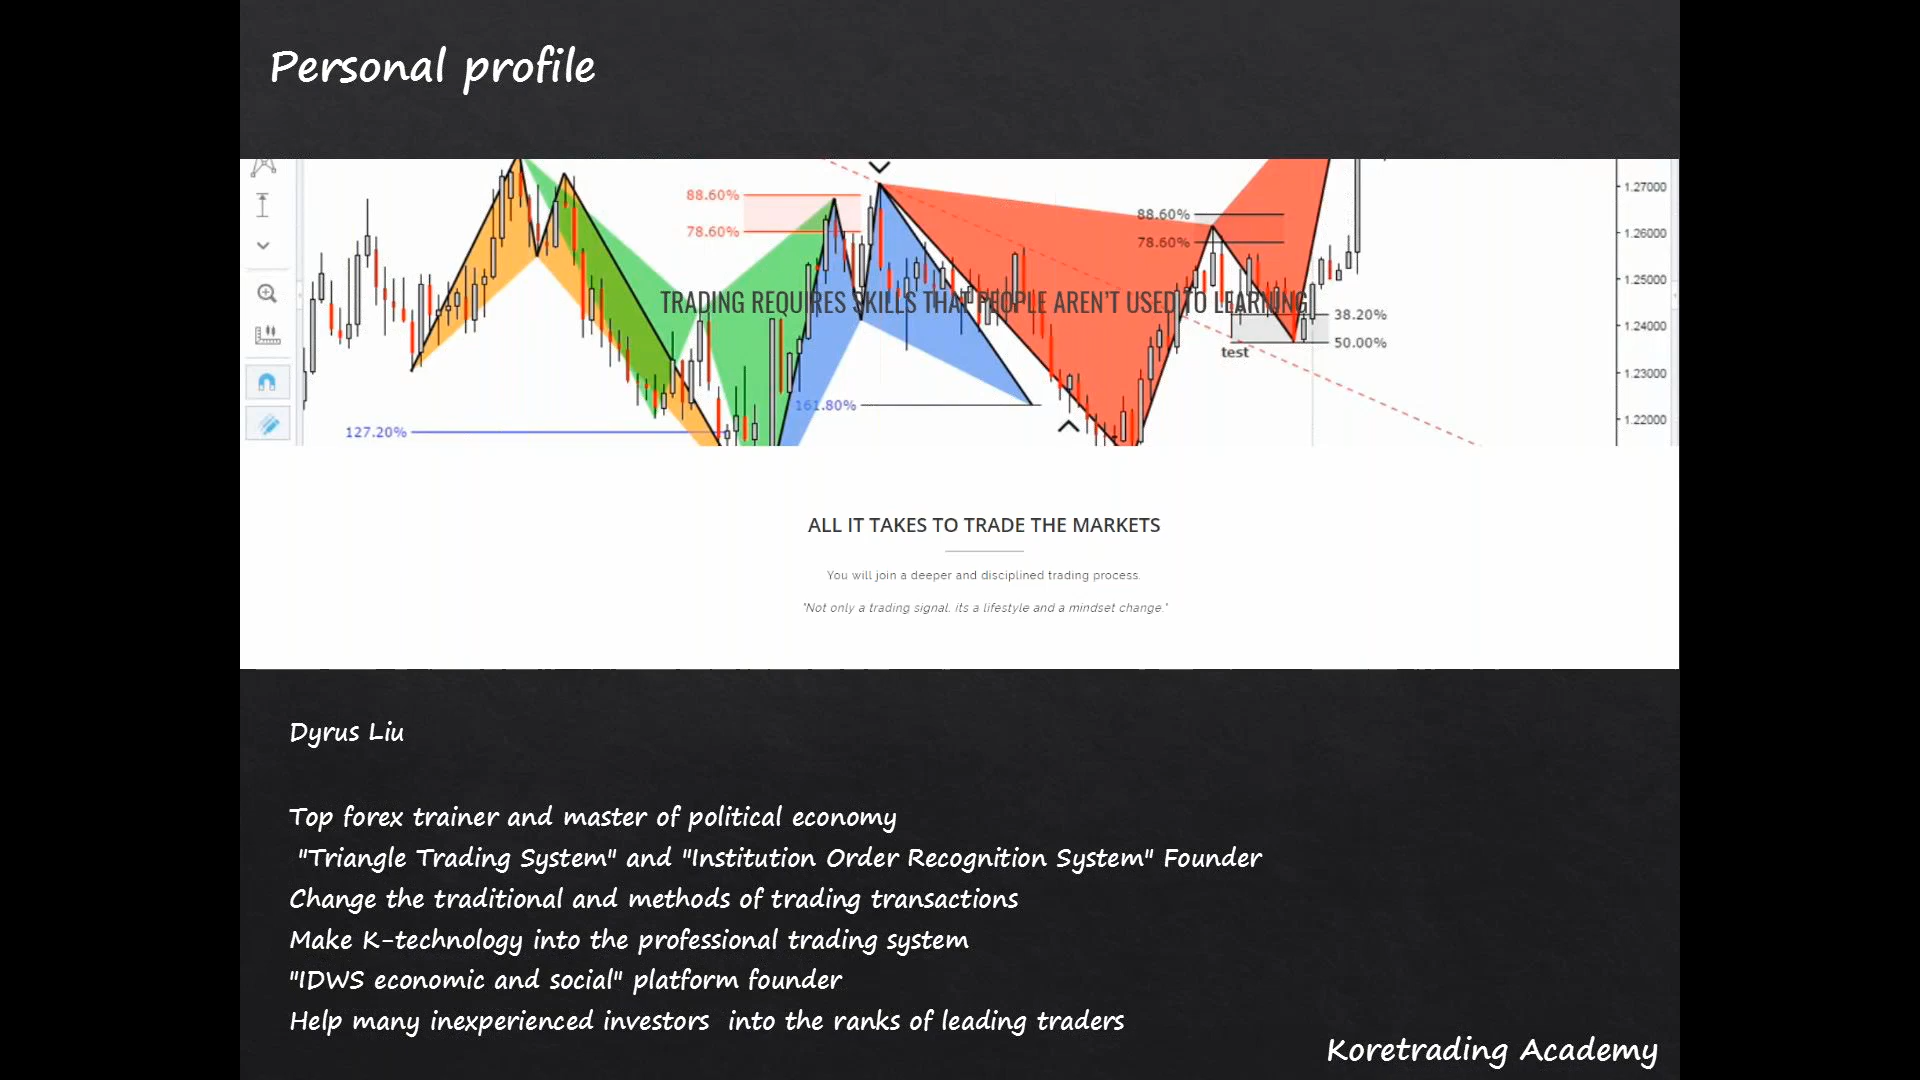 Personal profile
88.60%
78.60%
88.60%
78.60%
1.27000
1.26000
1.25000
TRADING REQUIRES SKILLS THAT PEOPLE AREN'T USED TO LEARNING
38.20%
1.24000
50.00%
test
1.23000
161.80%
1.22000
127.20%
ALL IT TAKES TO TRADE THE MARKETS
You will join a deeper and disciplined trading process.
"Not only a trading signal. its a lifestyle and a mindset change."
Dyrus Liu
Top forex trainer and master of political economy
"Triangle Trading System" and "Institution Order Recognition System" Founder
Change the traditional and methods of trading transactions
Make K-technology into the professional trading system
"IDWS economic and social" platform founder
Help many inexperienced investors into the ranks of leading traders
Koretrading Academy